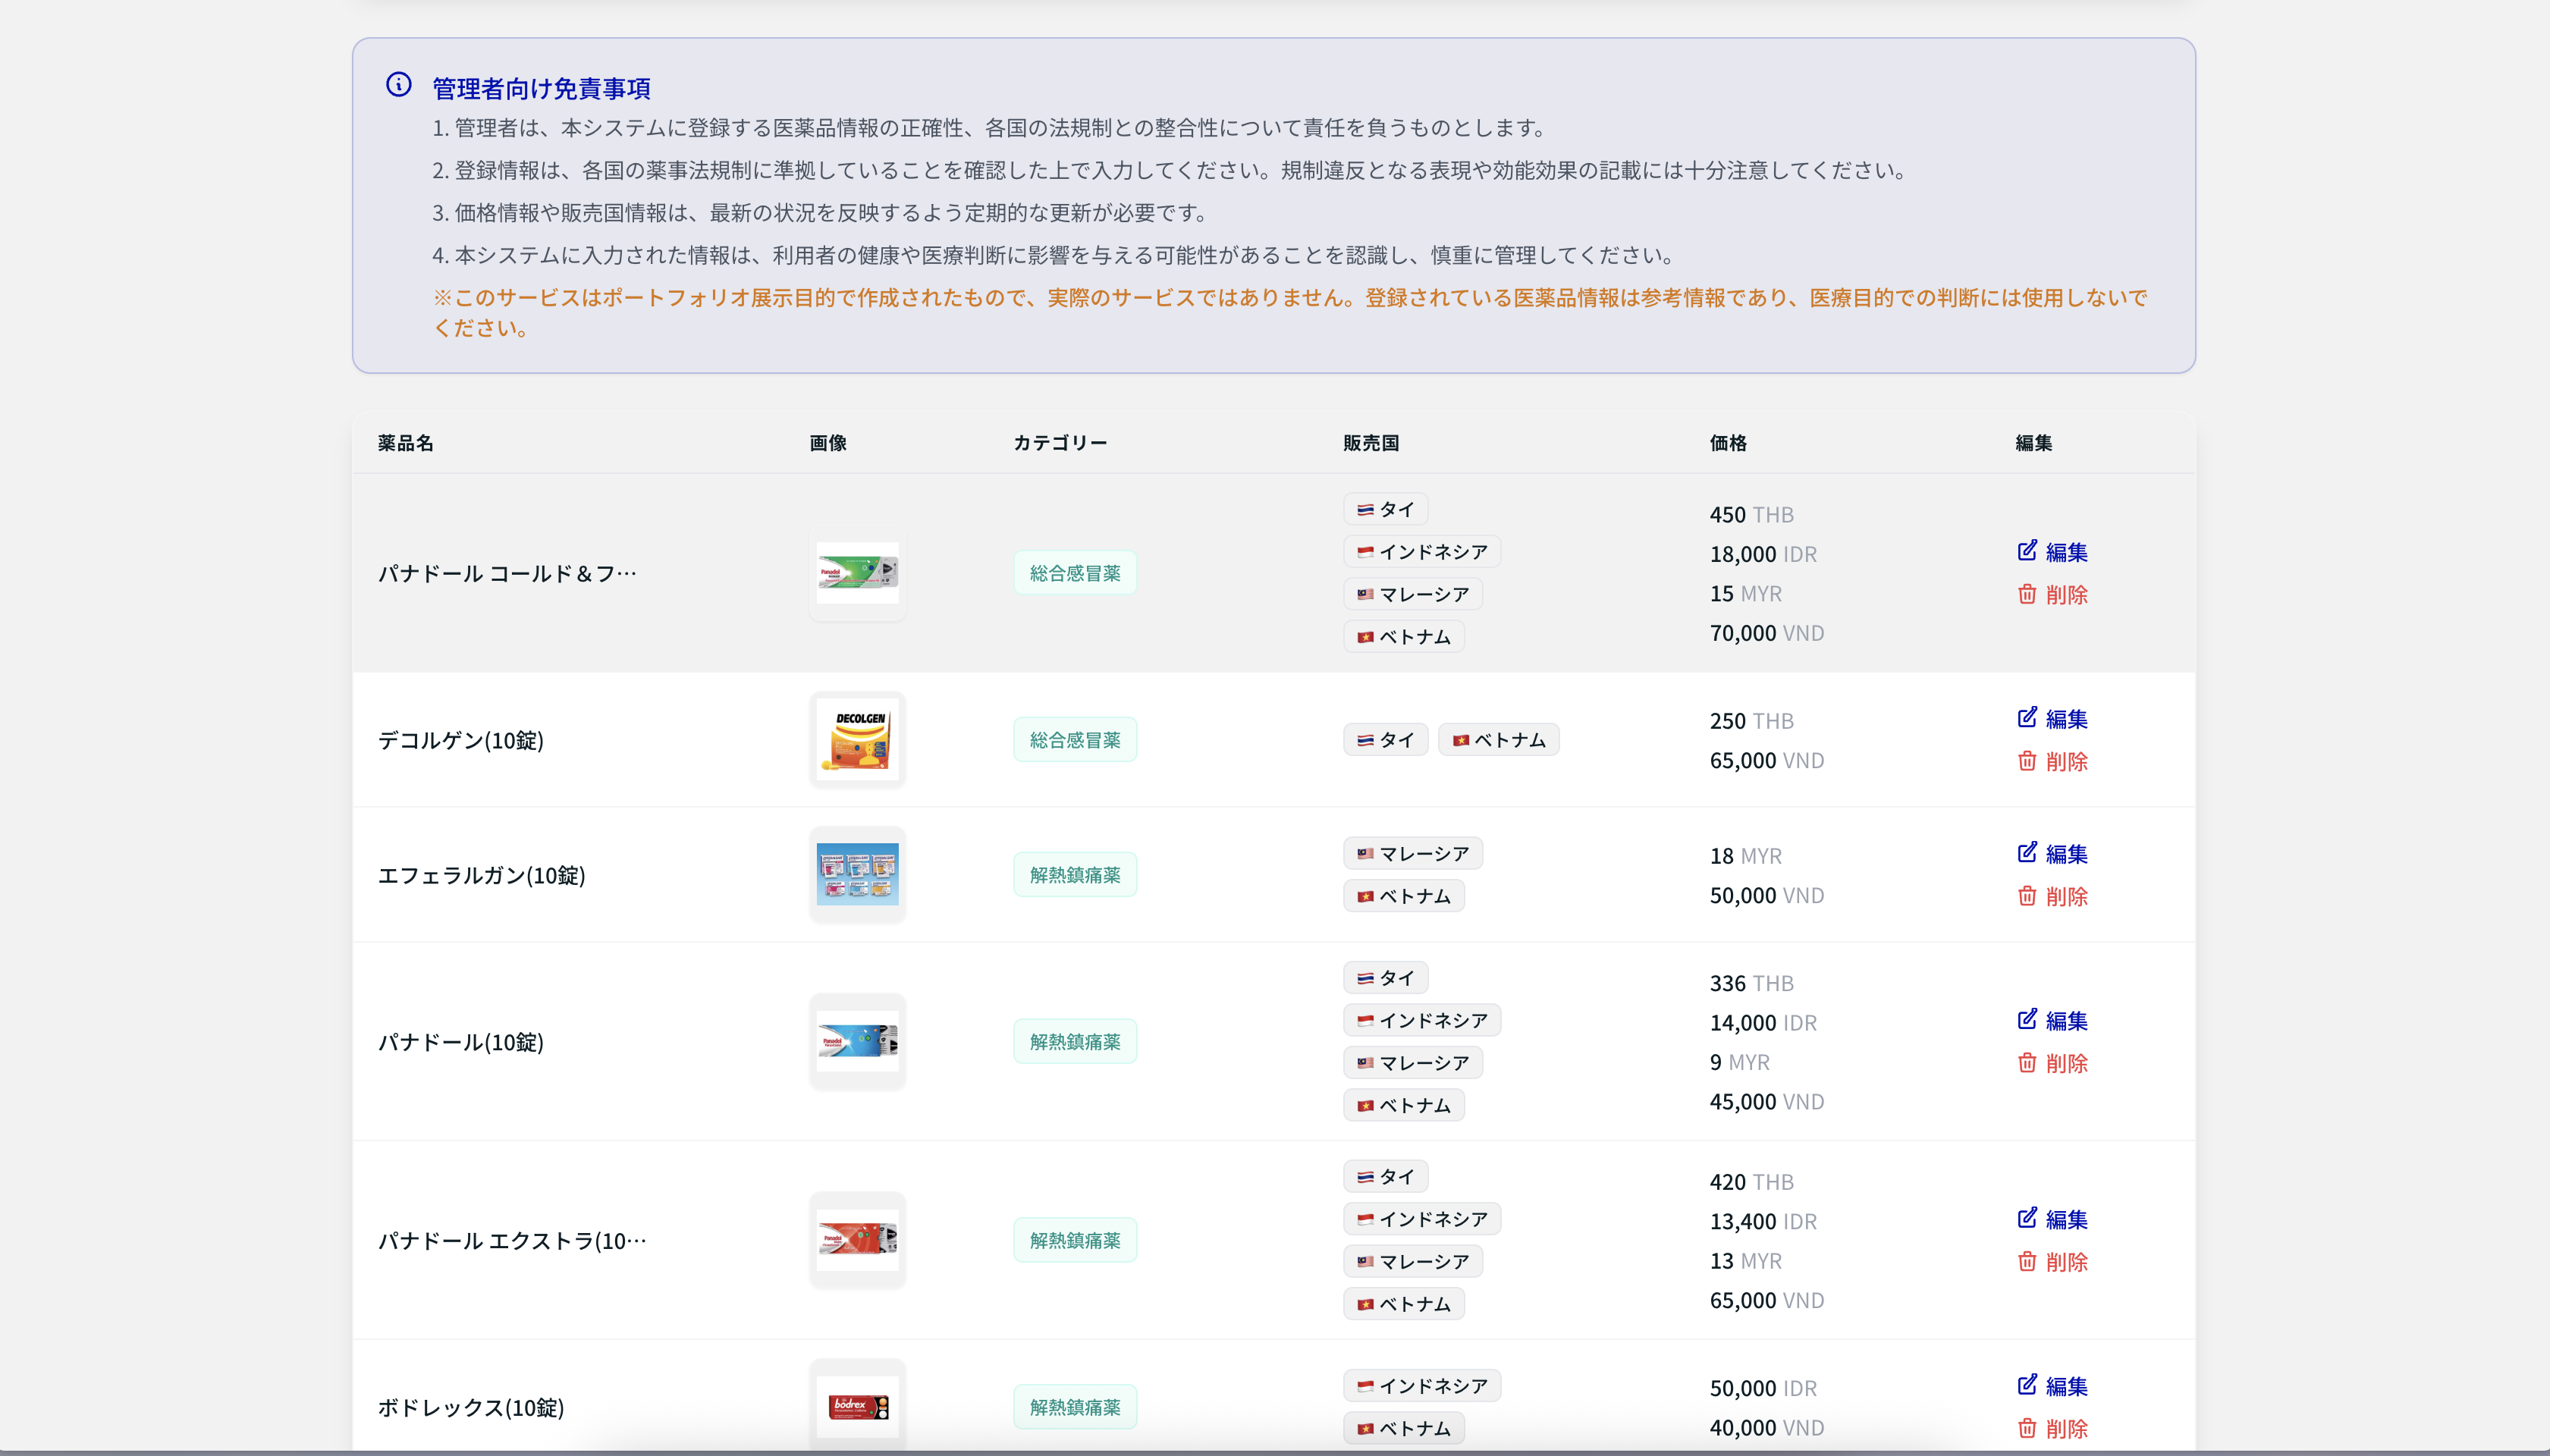 管理者向け免責事項
1. 管理者は、本システムに登録する医薬品情報の正確性、各国の法規制との整合性について責任を負うものとします。
2. 登録情報は、各国の薬事法規制に準拠していることを確認した上で入力してください。規制違反となる表現や効能効果の記載には十分注意してください。
3. 価格情報や販売国情報は、最新の状況を反映するよう定期的な更新が必要です。
4. 本システムに入力された情報は、利用者の健康や医療判断に影響を与える可能性があることを認識し、慎重に管理してください。
※このサービスはポートフォリオ展示目的で作成されたもので、実際のサービスではありません。登録されている医薬品情報は参考情報であり、医療目的での判断には使用しないで
ください。
薬品名 画像 カテゴリー 販売国 価格 編集
パナドール コールド＆フ…
Panadol
総合感冒薬
タイ
インドネシア
マレーシア
ベトナム
450 THB
18,000 IDR
15 MYR
70,000 VND
編集
削除
デコルゲン(10錠)
DECOLGEN
総合感冒薬
タイ ベトナム
250 THB
65,000 VND
編集
削除
エフェラルガン(10錠)
解熱鎮痛薬
マレーシア
ベトナム
18 MYR
50,000 VND
編集
削除
パナドール(10錠)
Panadol
解熱鎮痛薬
タイ
インドネシア
マレーシア
ベトナム
336 THB
14,000 IDR
9 MYR
45,000 VND
編集
削除
パナドール エクストラ(10…
Panadol
解熱鎮痛薬
タイ
インドネシア
マレーシア
ベトナム
420 THB
13,400 IDR
13 MYR
65,000 VND
編集
削除
ボドレックス(10錠)
bodrex
解熱鎮痛薬
インドネシア
ベトナム
50,000 IDR
40,000 VND
編集
削除